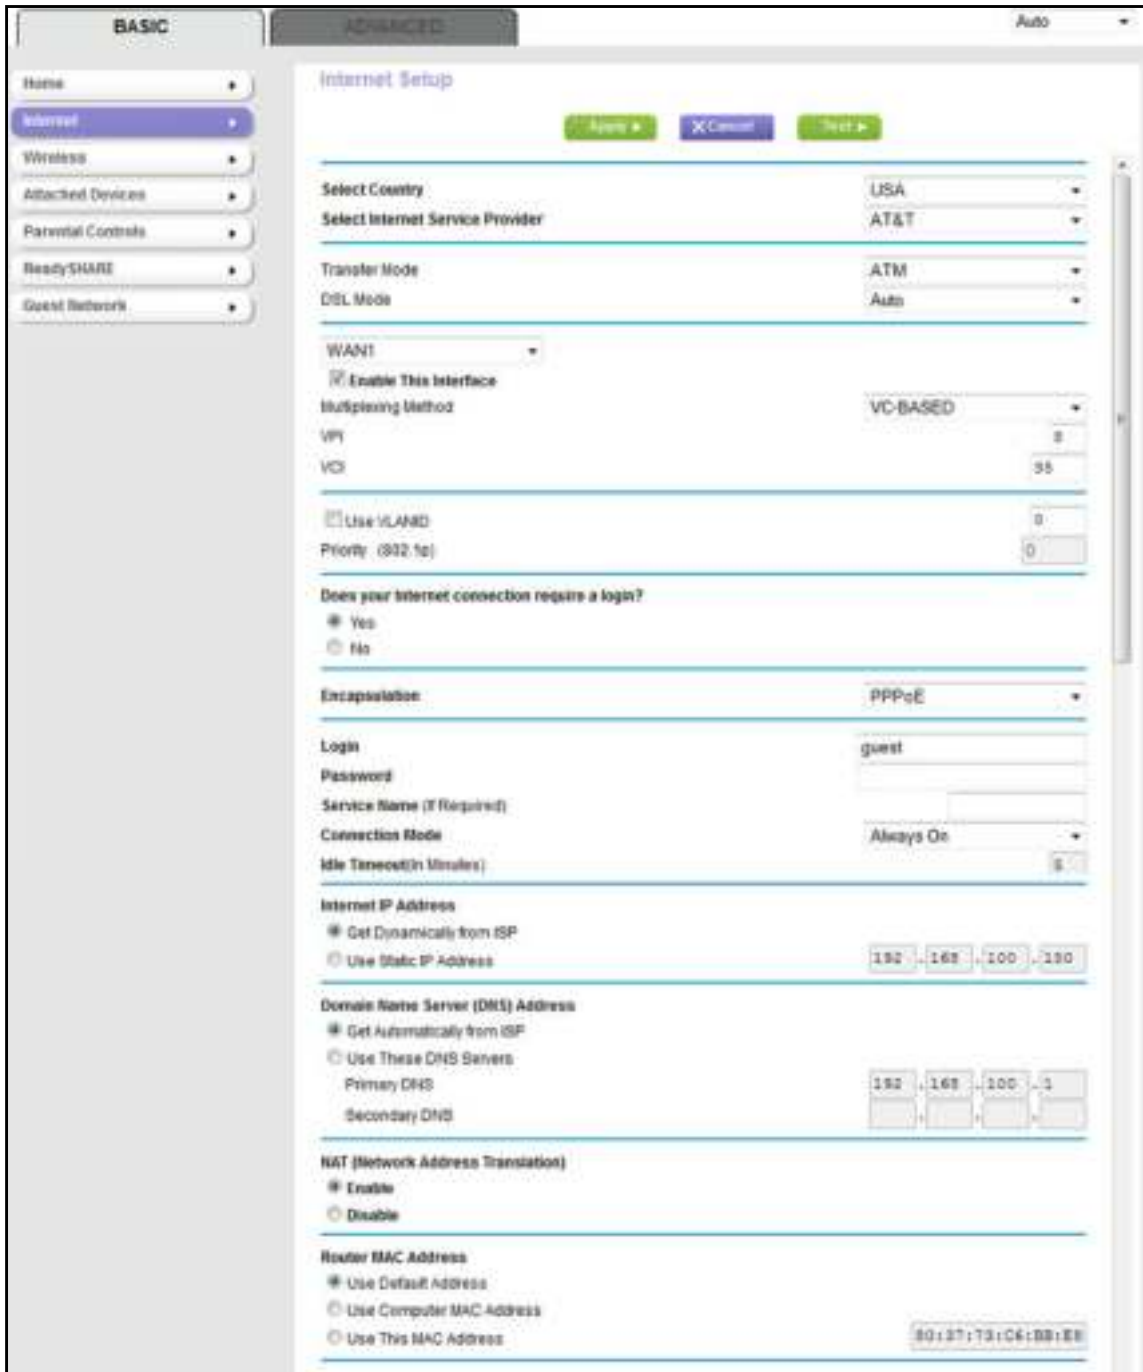 BASIC
ADVANCED
Auto
Home
Internet
Wireless
Attached Devices
Parental Controls
ReadySHARE
Guest Network
Internet Setup
Apply
X Cancel
Test
Select Country USA
Select Internet Service Provider AT&T
Transfer Mode ATM
DSL Mode Auto
WAN1
Enable This Interface
Multiplexing Method VC-BASED
VPI
VCI 35
Use VLANID 0
Priority (802.1p) 0
Does your Internet connection require a login?
Yes
No
Encapsulation PPPoE
Login guest
Password
Service Name (If Required)
Connection Mode Always On
Idle Timeout(In Minutes) 5
Internet IP Address
Get Dynamically from ISP
Use Static IP Address 192 . 168 . 100 .
Domain Name Server (DNS) Address
Get Automatically from ISP
Use These DNS Servers
Primary DNS 192 . 168 . 100 . 1
Secondary DNS . . .
NAT (Network Address Translation)
Enable
Disable
Router MAC Address
Use Default Address
Use Computer MAC Address
Use This MAC Address